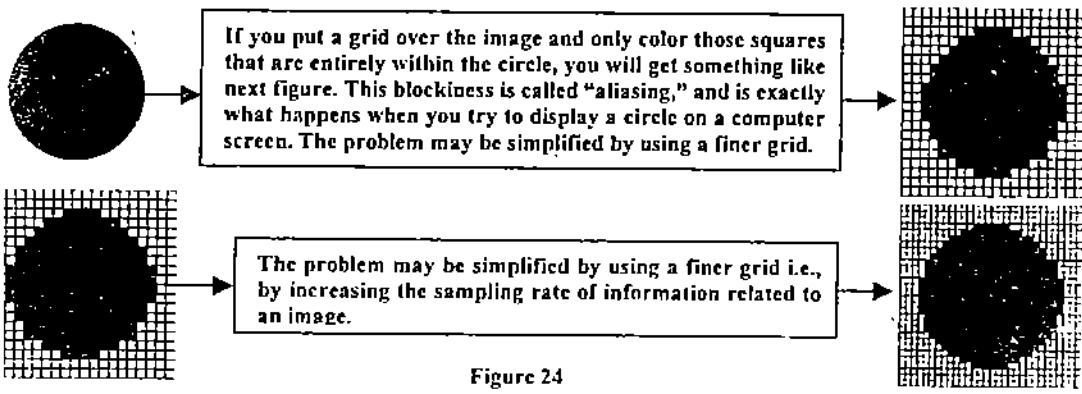 If you put a grid over the image and only color those squares
that are entirely within the circle, you will get something like
next figure. This blockiness is called "aliasing," and is exactly
what happens when you try to display a circle on a computer
screen. The problem may be simplified by using a finer grid.
The problem may be simplified by using a finer grid i.e.,
by increasing the sampling rate of information related to
an image.
Figure 24